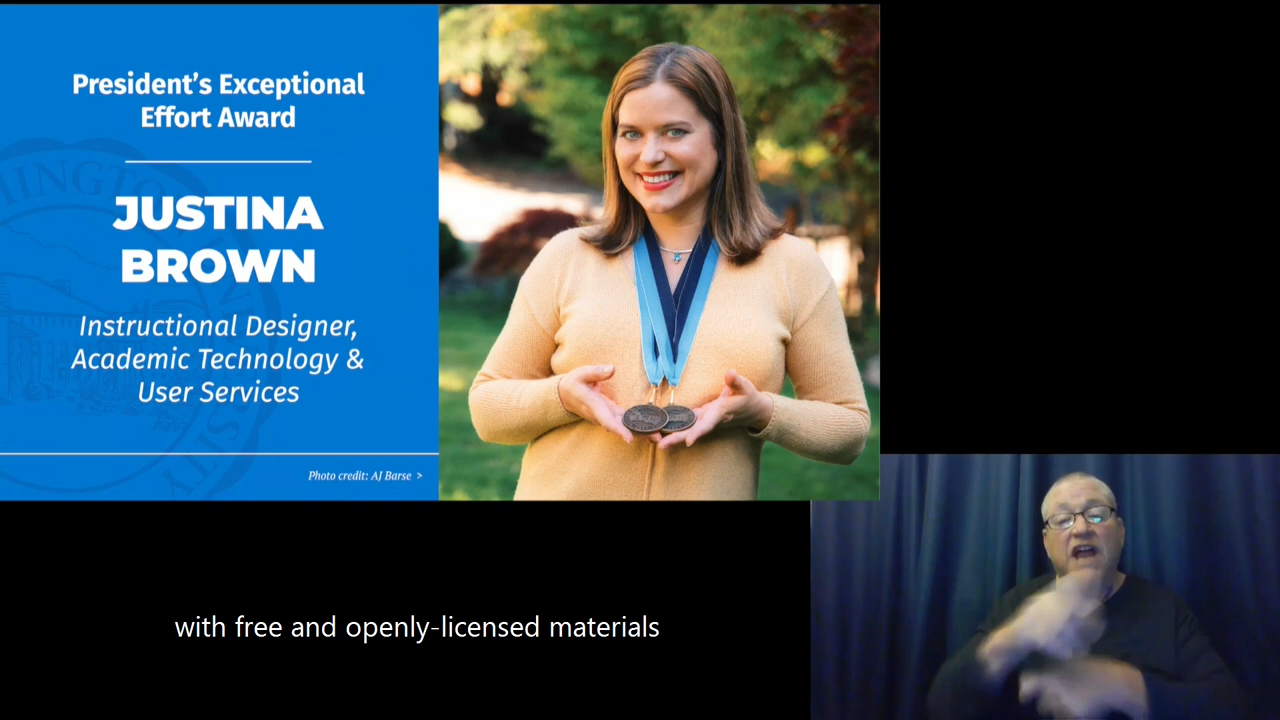 President's Exceptional
Effort Award
JUSTINA
BROWN
Instructional Designer,
Academic Technology &
User Services
Photo credit: AJ Barse >
with free and openly-licensed materials